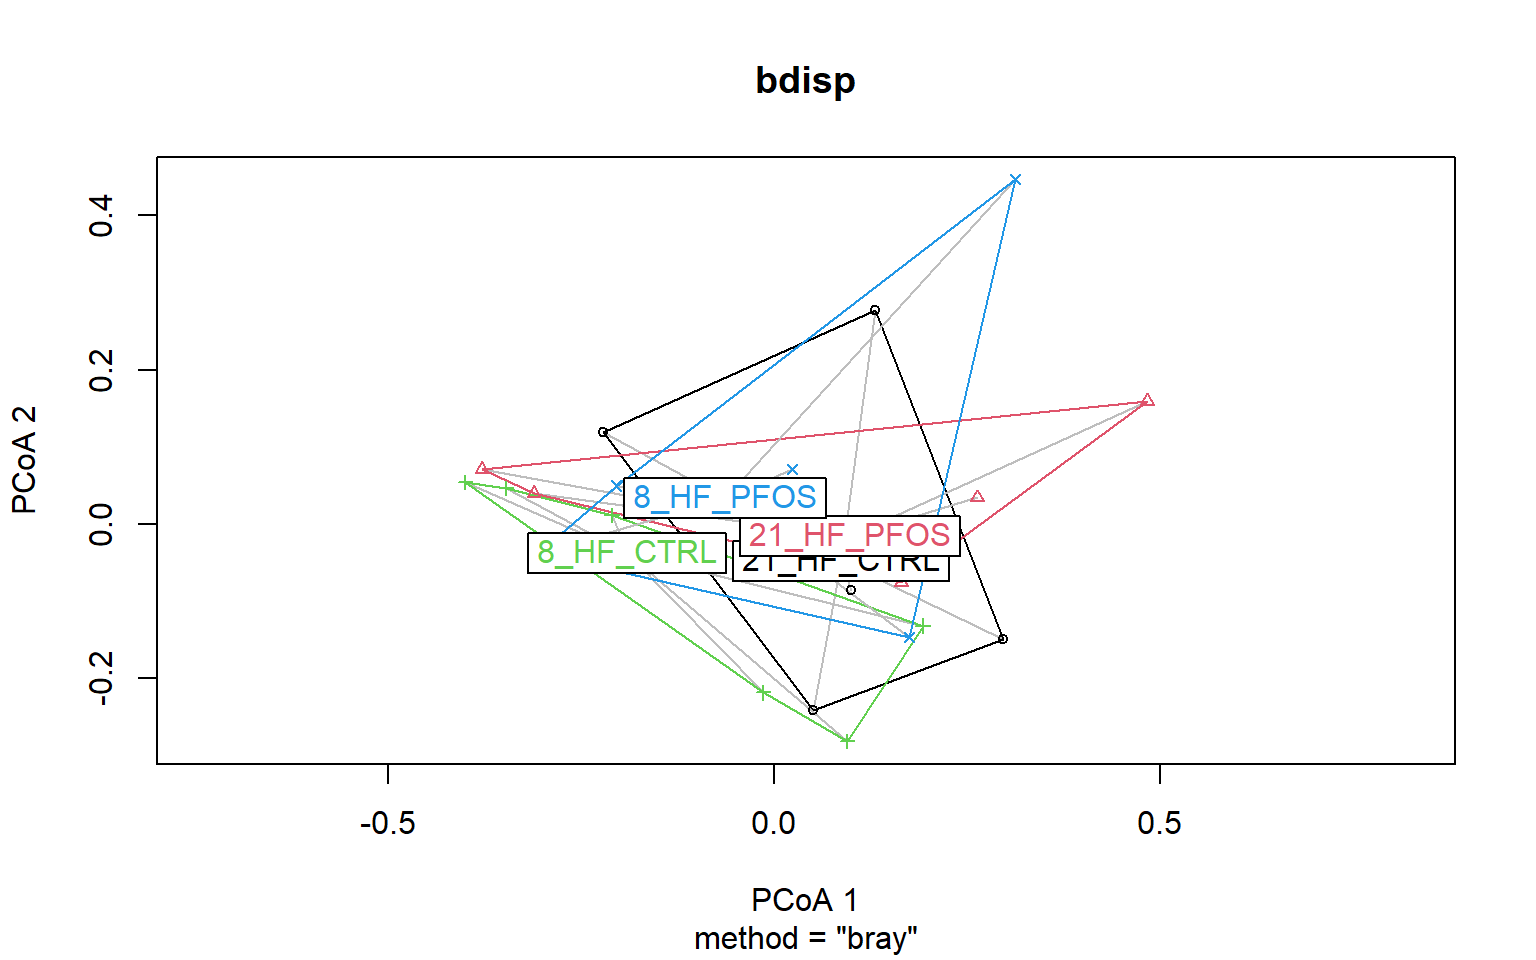 bdisp
PCoA 2
0.4
0.2
0.0
-0.2
8_HF_PFOS
21_HF_PFOS
8_HF_CTRL
21_HF_CTRL
-0.5
0.0
0.5
PCoA 1
method = "bray"